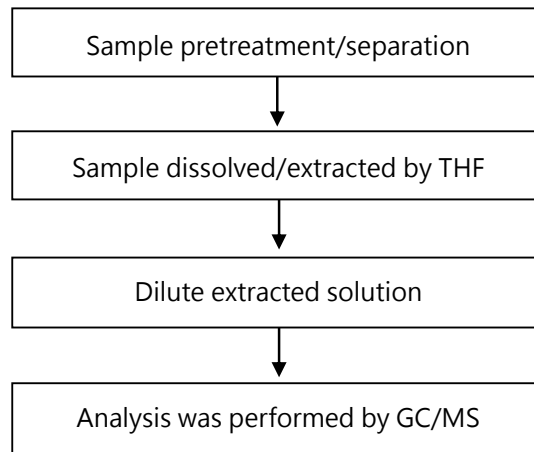 Sample pretreatment/separation
Sample dissolved/extracted by THF
Dilute extracted solution
Analysis was performed by GC/MS